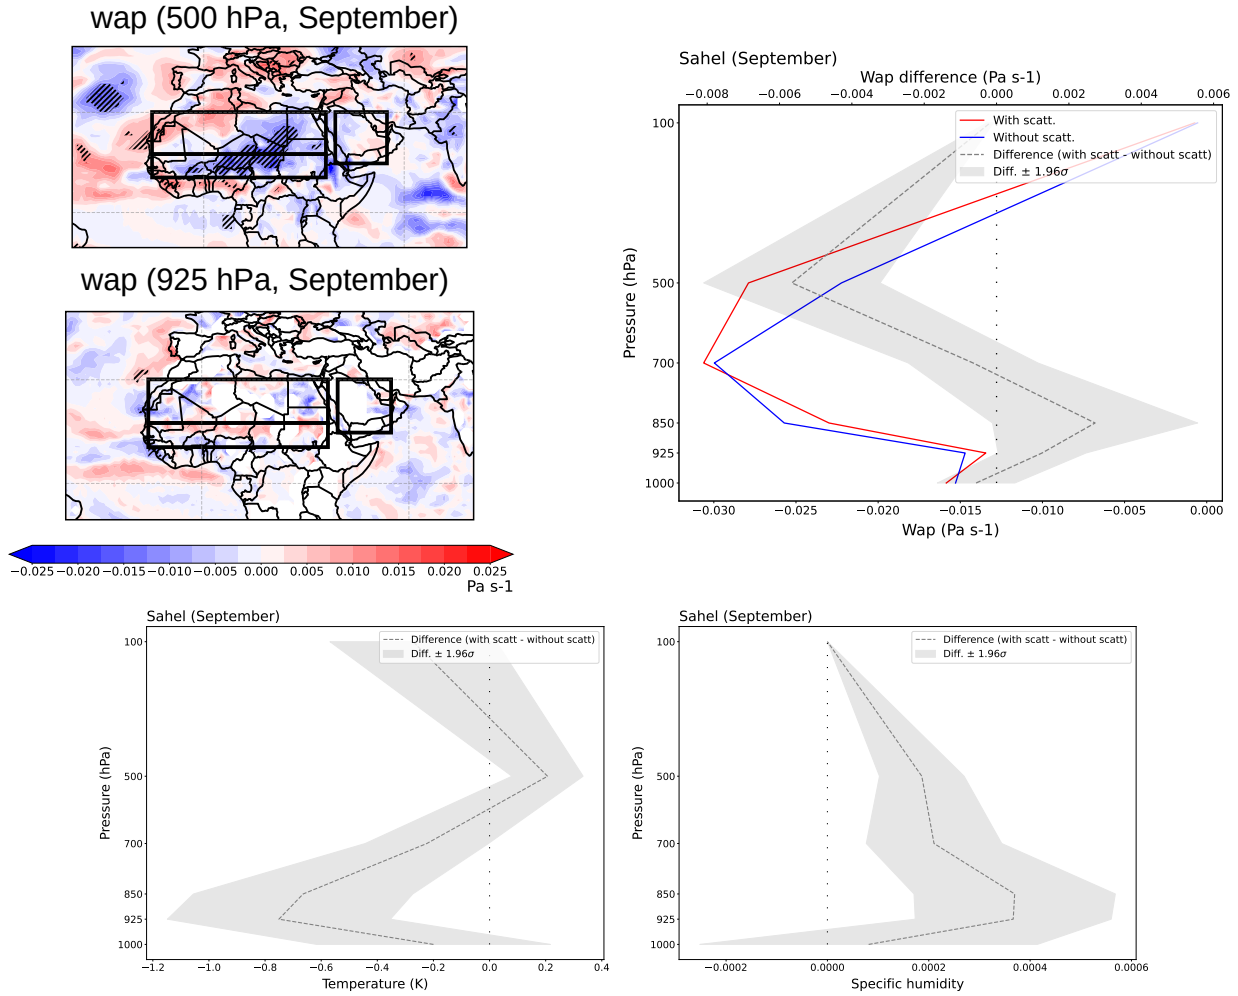 wap (500 hPa, September)
wap (925 hPa, September)
−0.025 −0.020 −0.015 −0.010 −0.005 0.000 0.005 0.010 0.015 0.020 0.025
Pa s-1
Sahel (September)
Wap difference (Pa s-1)
−0.008 −0.006 −0.004 −0.002 0.000 0.002 0.004 0.006
With scatt.
Without scatt.
Difference (with scatt - without scatt)
Diff. ± 1.96σ
Pressure (hPa)
100
500
700
850
925
1000
−0.030 −0.025 −0.020 −0.015 −0.010 −0.005 0.000
Wap (Pa s-1)
Sahel (September)
Difference (with scatt - without scatt)
Diff. ± 1.96σ
Pressure (hPa)
100
500
700
850
925
1000
−1.2 −1.0 −0.8 −0.6 −0.4 −0.2 0.0 0.2 0.4
Temperature (K)
Sahel (September)
Difference (with scatt - without scatt)
Diff. ± 1.96σ
Pressure (hPa)
100
500
700
850
925
1000
−0.0002 0.0000 0.0002 0.0004 0.0006
Specific humidity